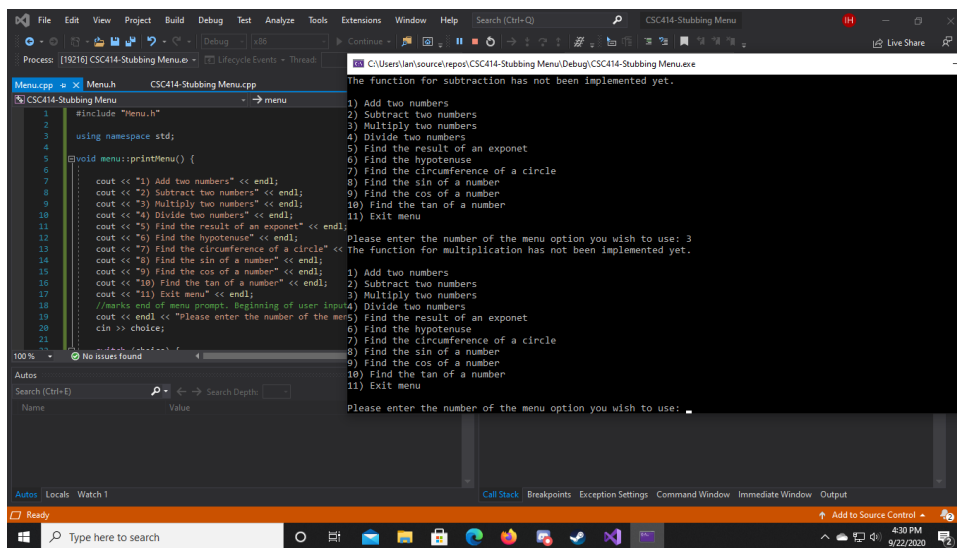 File Edit View Project Build Debug Test Analyze Tools Extensions Window Help Search (Ctrl+Q) CSC414-Stubbing Menu IH
Debug x86 Continue Live Share
Process: [19216] CSC414-Stubbing Menu.e Lifecycle Events Thread:
Menu.cpp Menu.h CSC414-Stubbing Menu.cpp
CSC414-Stubbing Menu menu
1 #include "Menu.h"
2
3 using namespace std;
4
5 void menu::printMenu() {
6
7 cout << "1) Add two numbers" << endl;
8 cout << "2) Subtract two numbers" << endl;
9 cout << "3) Multiply two numbers" << endl;
10 cout << "4) Divide two numbers" << endl;
11 cout << "5) Find the result of an exponet" << endl;
12 cout << "6) Find the hypotenuse" << endl;
13 cout << "7) Find the circumference of a circle" <<
14 cout << "8) Find the sin of a number" << endl;
15 cout << "9) Find the cos of a number" << endl;
16 cout << "10) Find the tan of a number" << endl;
17 cout << "11) Exit menu" << endl;
18 //marks end of menu prompt. Beginning of user input
19 cout << endl << "Please enter the number of the men
20 cin >> choice;
21
100 % No issues found
C:\Users\Ian\source\repos\CSC414-Stubbing Menu\Debug\CSC414-Stubbing Menu.exe
The function for subtraction has not been implemented yet.
1) Add two numbers
2) Subtract two numbers
3) Multiply two numbers
4) Divide two numbers
5) Find the result of an exponet
6) Find the hypotenuse
7) Find the circumference of a circle
8) Find the sin of a number
9) Find the cos of a number
10) Find the tan of a number
11) Exit menu
Please enter the number of the menu option you wish to use: 3
The function for multiplication has not been implemented yet.
1) Add two numbers
2) Subtract two numbers
3) Multiply two numbers
4) Divide two numbers
5) Find the result of an exponet
6) Find the hypotenuse
7) Find the circumference of a circle
8) Find the sin of a number
9) Find the cos of a number
10) Find the tan of a number
11) Exit menu
Please enter the number of the menu option you wish to use:
Autos
Search (Ctrl+E) Search Depth:
Name Value
Autos Locals Watch 1
Call Stack Breakpoints Exception Settings Command Window Immediate Window Output
Ready Add to Source Control 2
Type here to search
4:30 PM
9/22/2020 2